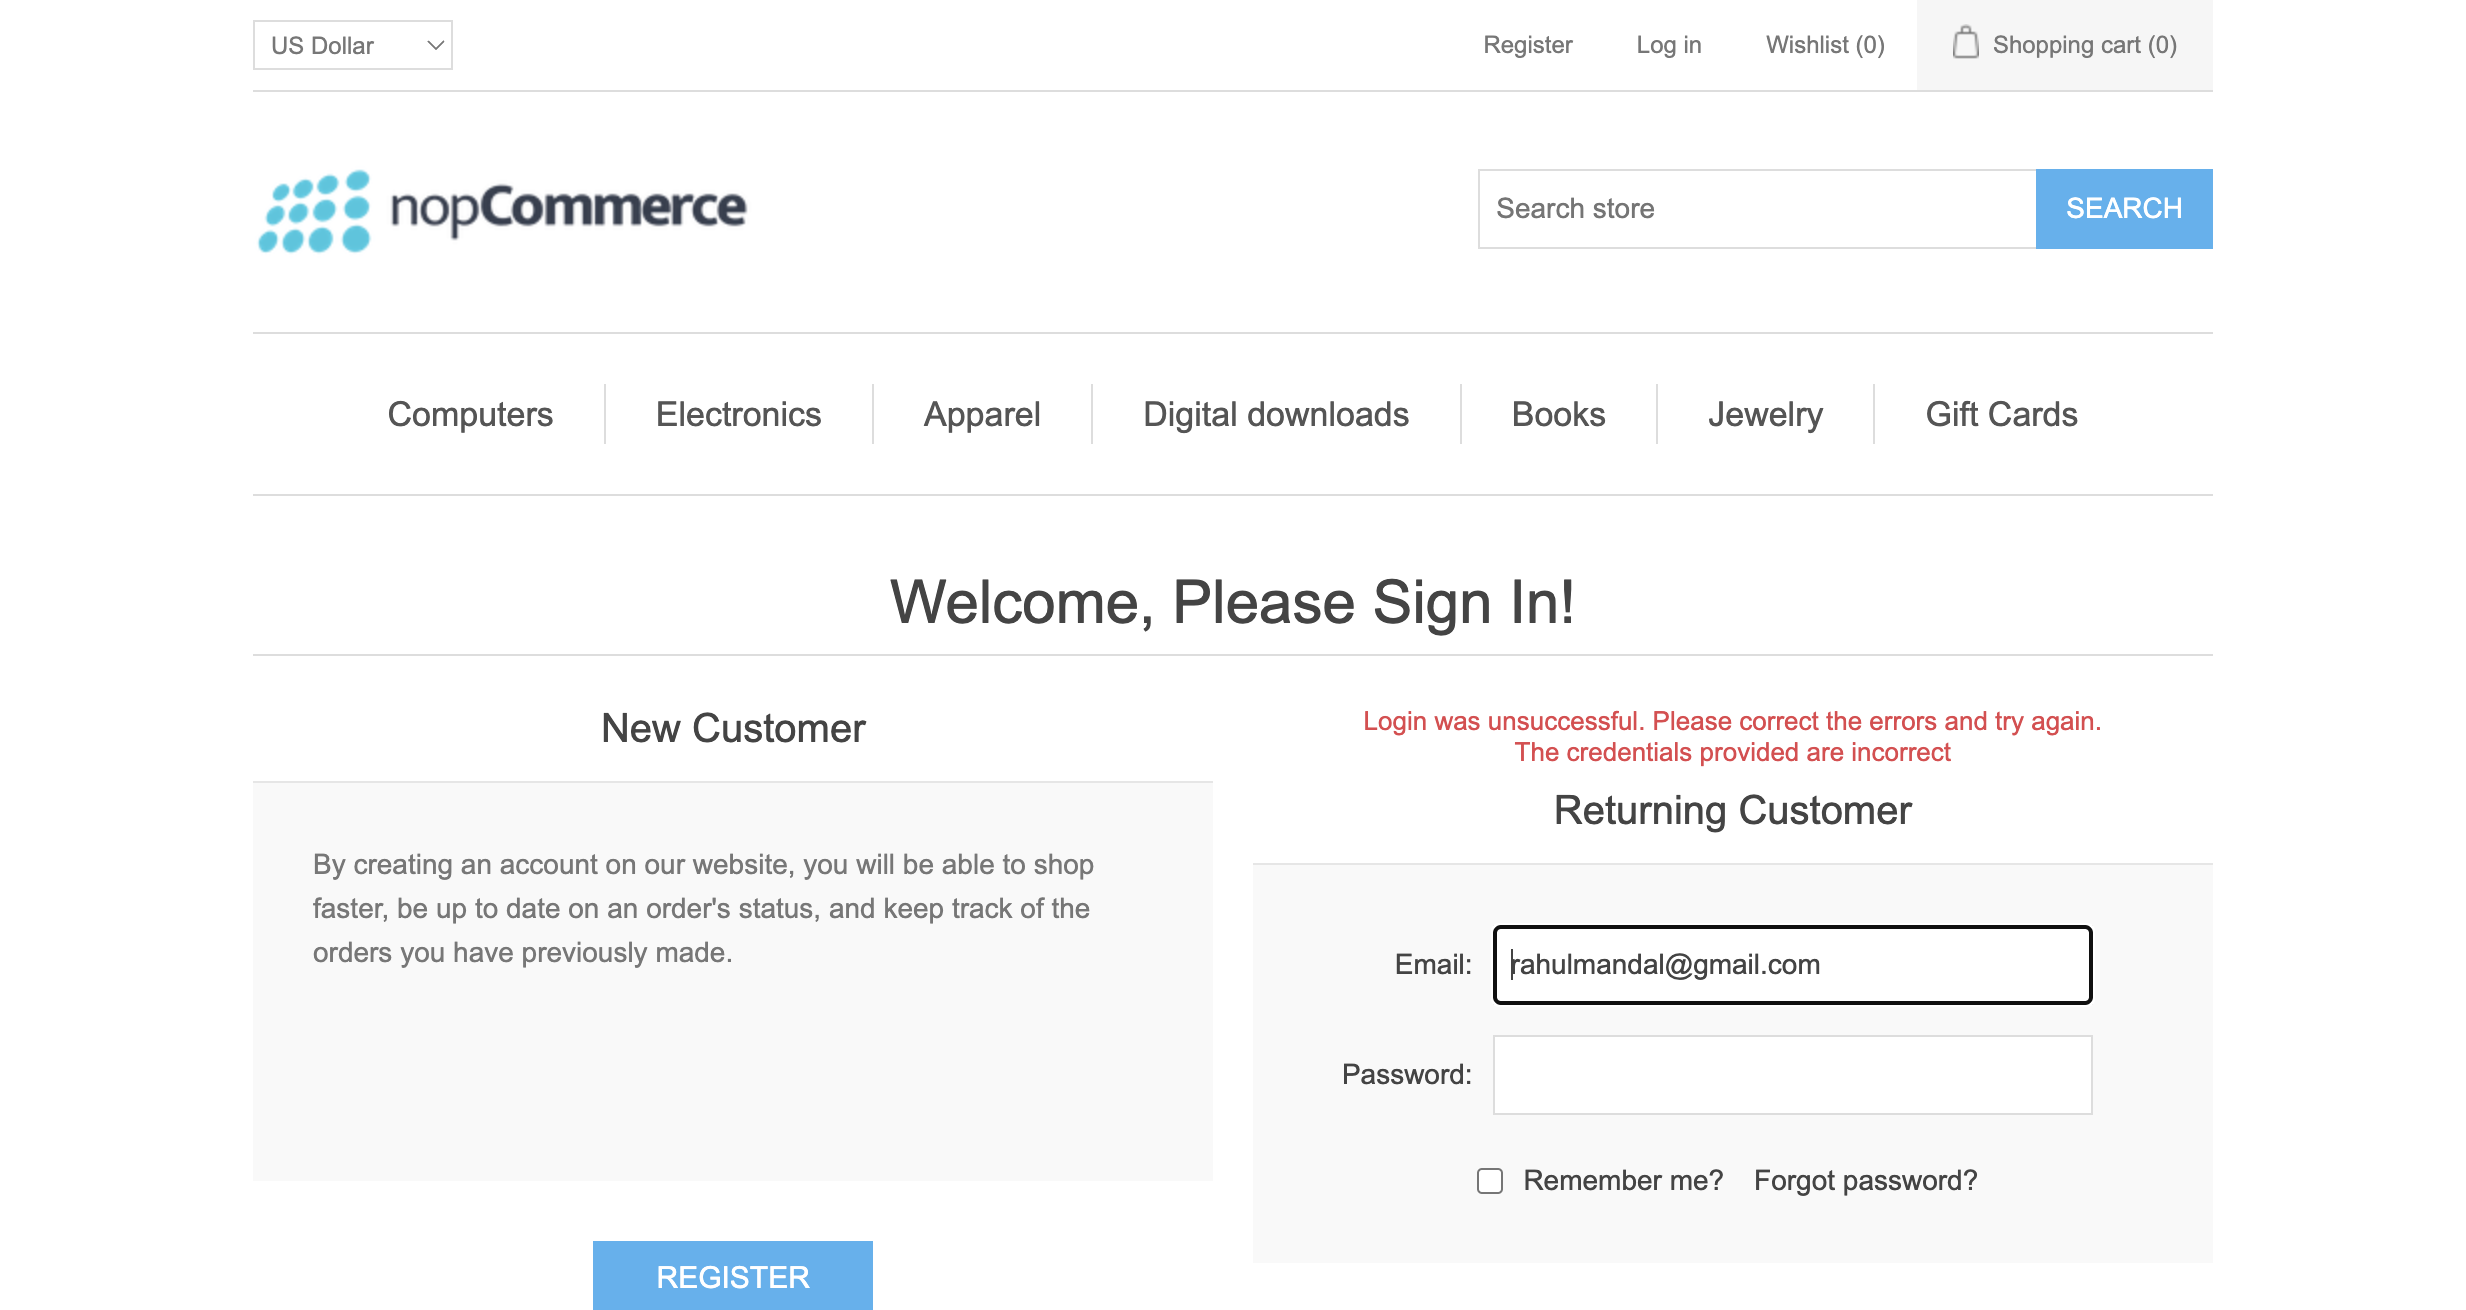 US Dollar
Register
Log in
Wishlist (0)
Shopping cart (0)
nopCommerce
Search store
SEARCH
Computers
Electronics
Apparel
Digital downloads
Books
Jewelry
Gift Cards
Welcome, Please Sign In!
New Customer
By creating an account on our website, you will be able to shop
faster, be up to date on an order's status, and keep track of the
orders you have previously made.
REGISTER
Login was unsuccessful. Please correct the errors and try again.
The credentials provided are incorrect
Returning Customer
Email:
rahulmandal@gmail.com
Password:
Remember me?
Forgot password?